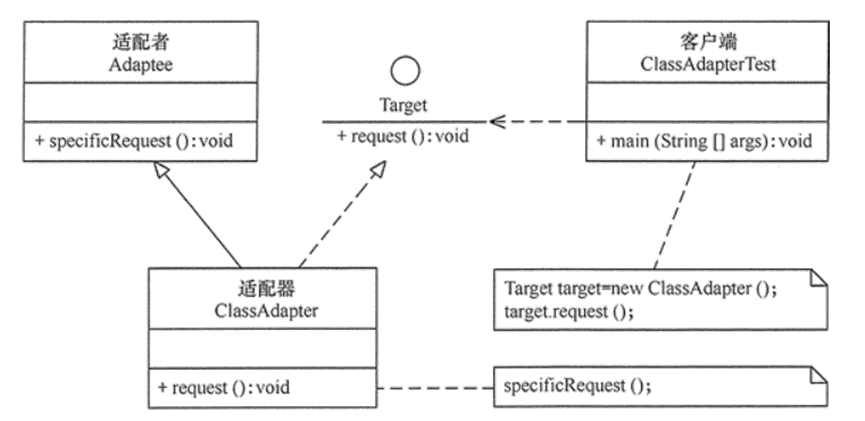 适配者
Adaptee
+ specificRequest (): void
Target
+ request (): void
客户端
ClassAdapterTest
+ main (String [] args): void
适配器
ClassAdapter
+ request (): void
Target target=new ClassAdapter ();
target.request ();
specificRequest ();